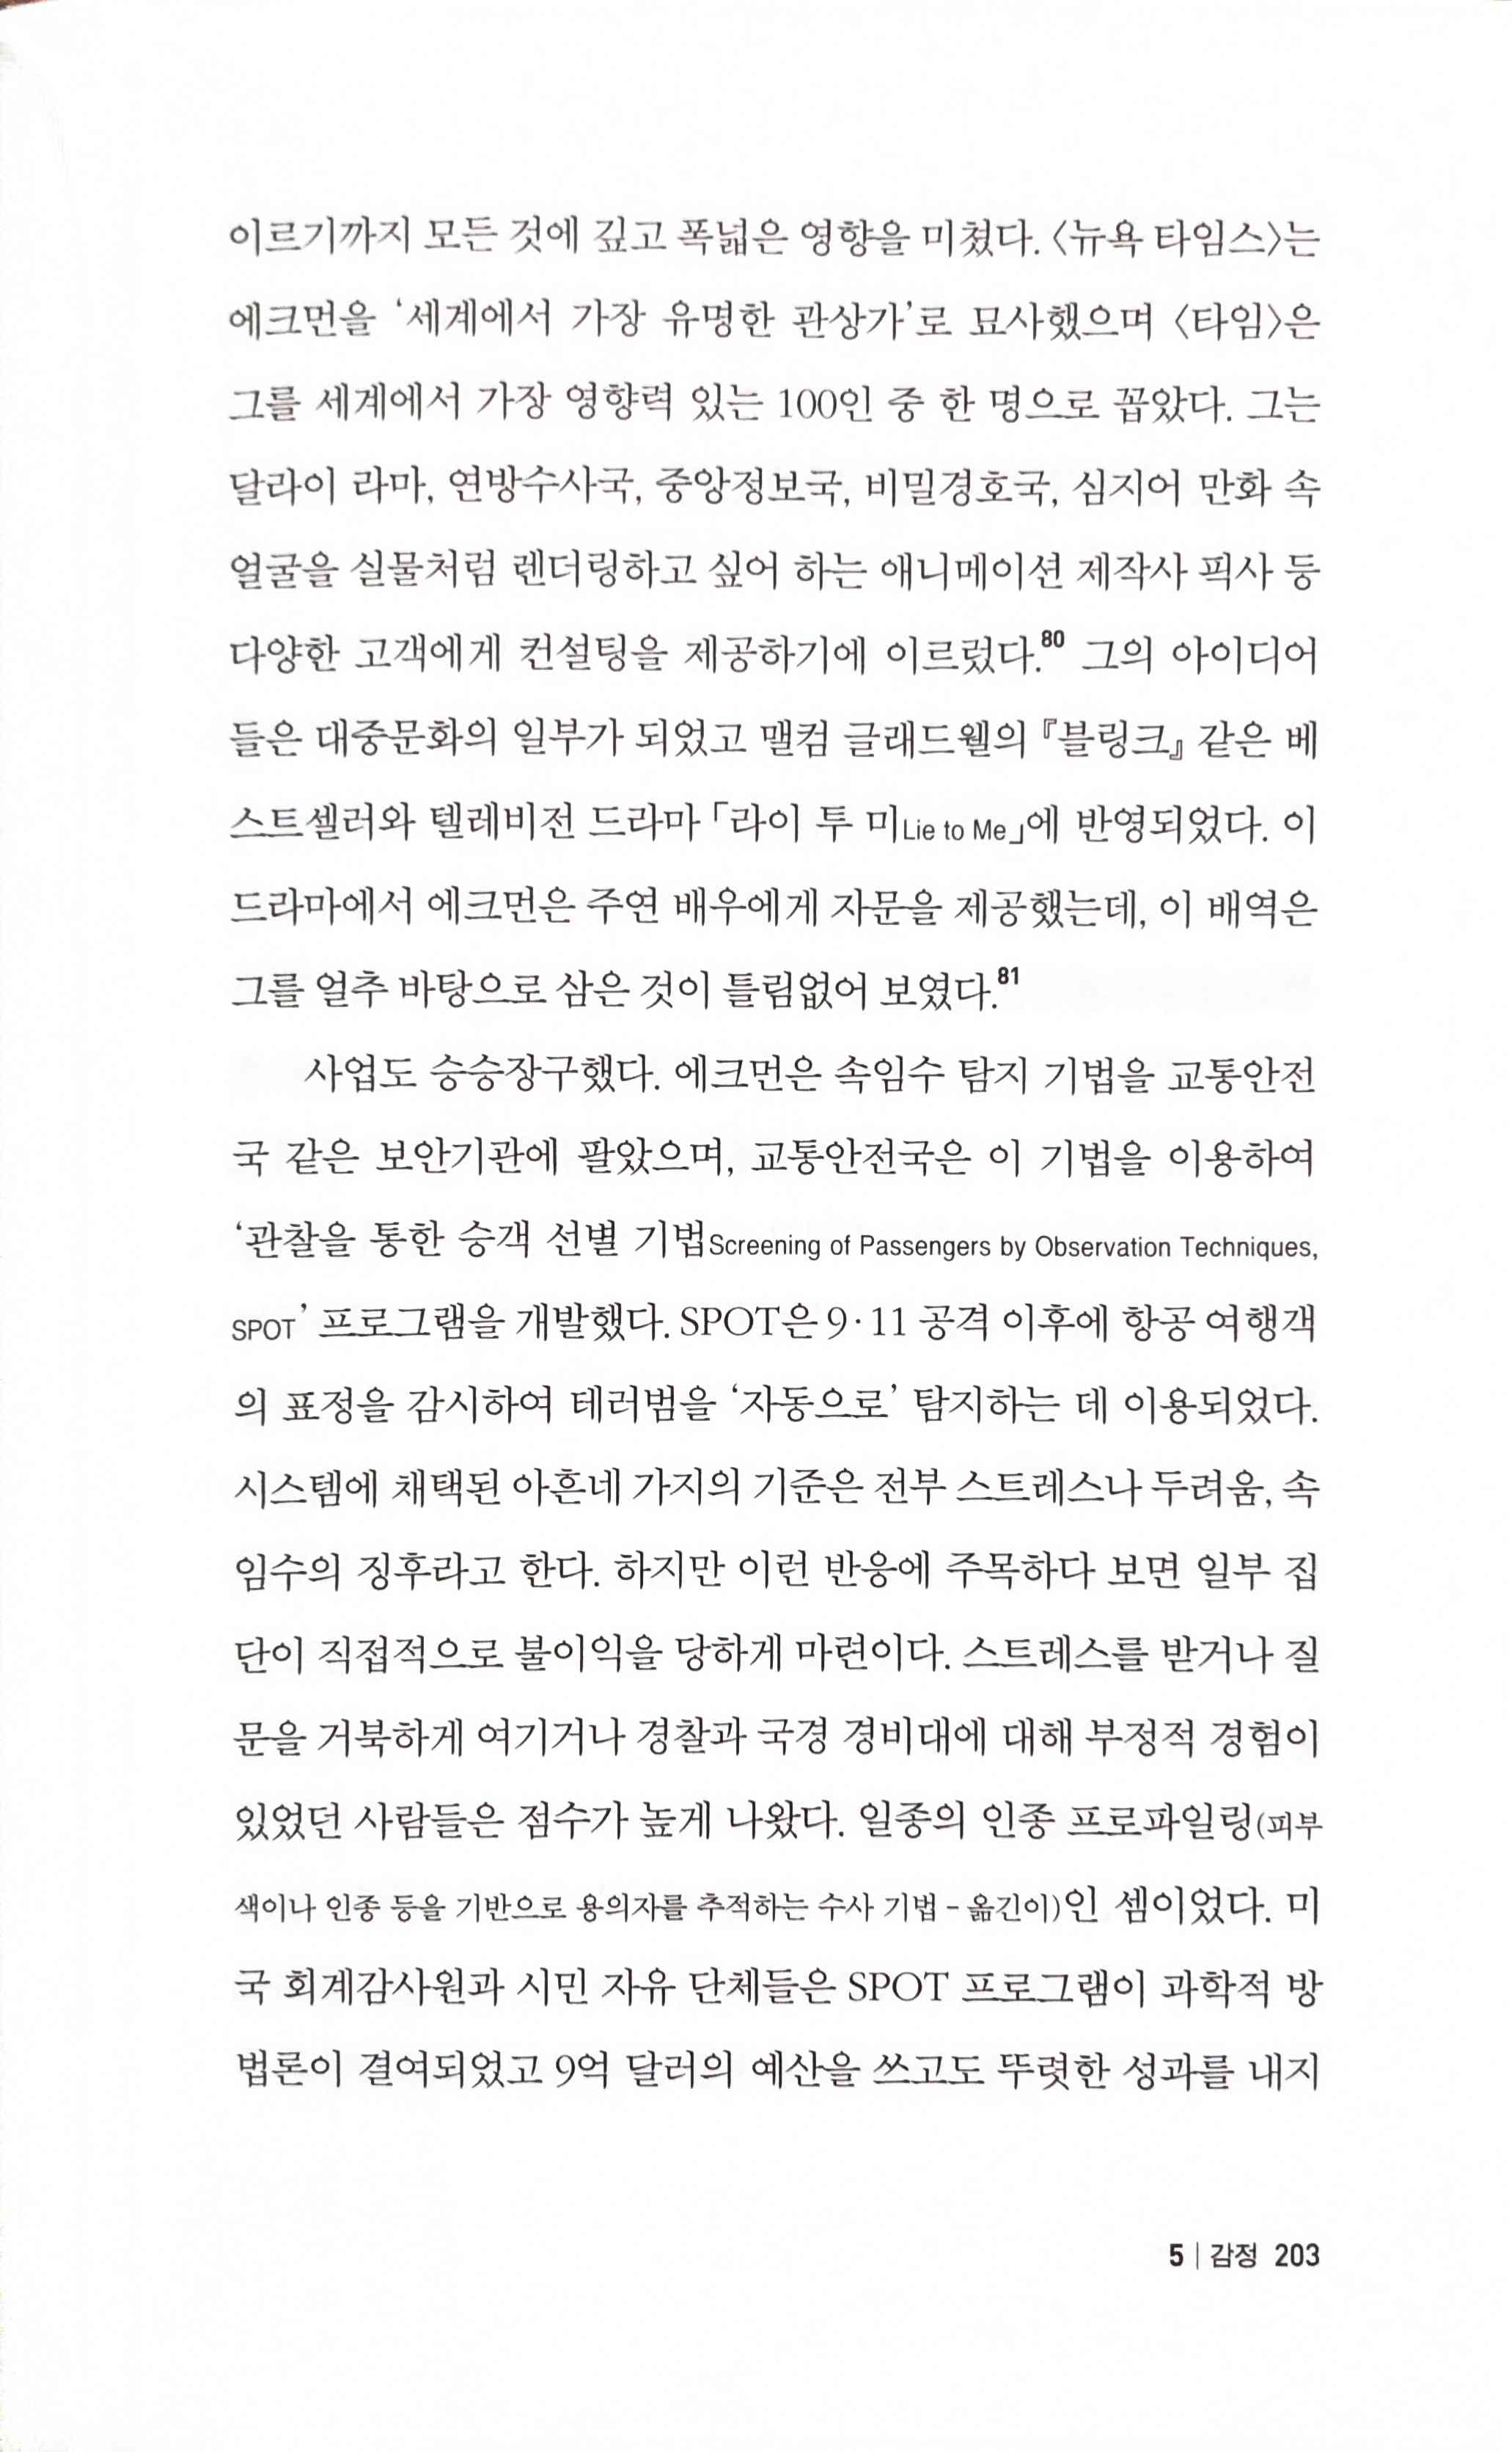 이르기까지 모든 것에 깊고 폭넓은 영향을 미쳤다. 〈뉴욕 타임스〉는
에크먼을 ‘세계에서 가장 유명한 관상가’로 묘사했으며 〈타임〉은
그를 세계에서 가장 영향력 있는 100인 중 한 명으로 꼽았다. 그는
달라이 라마, 연방수사국, 중앙정보국, 비밀경호국, 심지어 만화 속
얼굴을 실물처럼 렌더링하고 싶어 하는 애니메이션 제작사 픽사 등
다양한 고객에게 컨설팅을 제공하기에 이르렀다.80 그의 아이디어
들은 대중문화의 일부가 되었고 맬컴 글래드웰의 『블링크』 같은 베
스트셀러와 텔레비전 드라마 「라이 투 미Lie to Me」에 반영되었다. 이
드라마에서 에크먼은 주연 배우에게 자문을 제공했는데, 이 배역은
그를 얼추 바탕으로 삼은 것이 틀림없어 보였다.81
사업도 승승장구했다. 에크먼은 속임수 탐지 기법을 교통안전
국 같은 보안기관에 팔았으며, 교통안전국은 이 기법을 이용하여
‘관찰을 통한 승객 선별 기법Screening of Passengers by Observation Techniques,
SPOT’ 프로그램을 개발했다. SPOT은 9·11 공격 이후에 항공 여행객
의 표정을 감시하여 테러범을 ‘자동으로’ 탐지하는 데 이용되었다.
시스템에 채택된 아흔네 가지의 기준은 전부 스트레스나 두려움, 속
임수의 징후라고 한다. 하지만 이런 반응에 주목하다 보면 일부 집
단이 직접적으로 불이익을 당하게 마련이다. 스트레스를 받거나 질
문을 거북하게 여기거나 경찰과 국경 경비대에 대해 부정적 경험이
있었던 사람들은 점수가 높게 나왔다. 일종의 인종 프로파일링(피부
색이나 인종 등을 기반으로 용의자를 추적하는 수사 기법 - 옮긴이)인 셈이었다. 미
국 회계감사원과 시민 자유 단체들은 SPOT 프로그램이 과학적 방
법론이 결여되었고 9억 달러의 예산을 쓰고도 뚜렷한 성과를 내지
5 | 감정 203